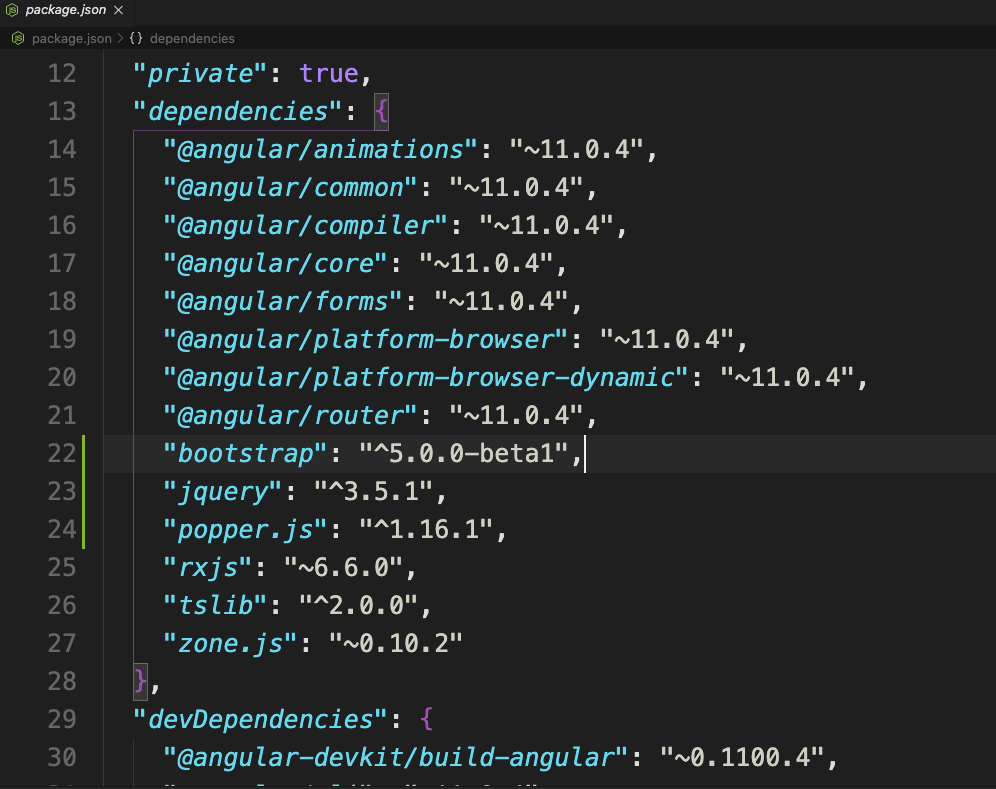 package.json
package.json > {} dependencies
12 "private": true,
13 "dependencies": {
14 "@angular/animations": "~11.0.4",
15 "@angular/common": "~11.0.4",
16 "@angular/compiler": "~11.0.4",
17 "@angular/core": "~11.0.4",
18 "@angular/forms": "~11.0.4",
19 "@angular/platform-browser": "~11.0.4",
20 "@angular/platform-browser-dynamic": "~11.0.4",
21 "@angular/router": "~11.0.4",
22 "bootstrap": "^5.0.0-beta1",
23 "jquery": "^3.5.1",
24 "popper.js": "^1.16.1",
25 "rxjs": "~6.6.0",
26 "tslib": "^2.0.0",
27 "zone.js": "~0.10.2"
28 },
29 "devDependencies": {
30 "@angular-devkit/build-angular": "~0.1100.4",